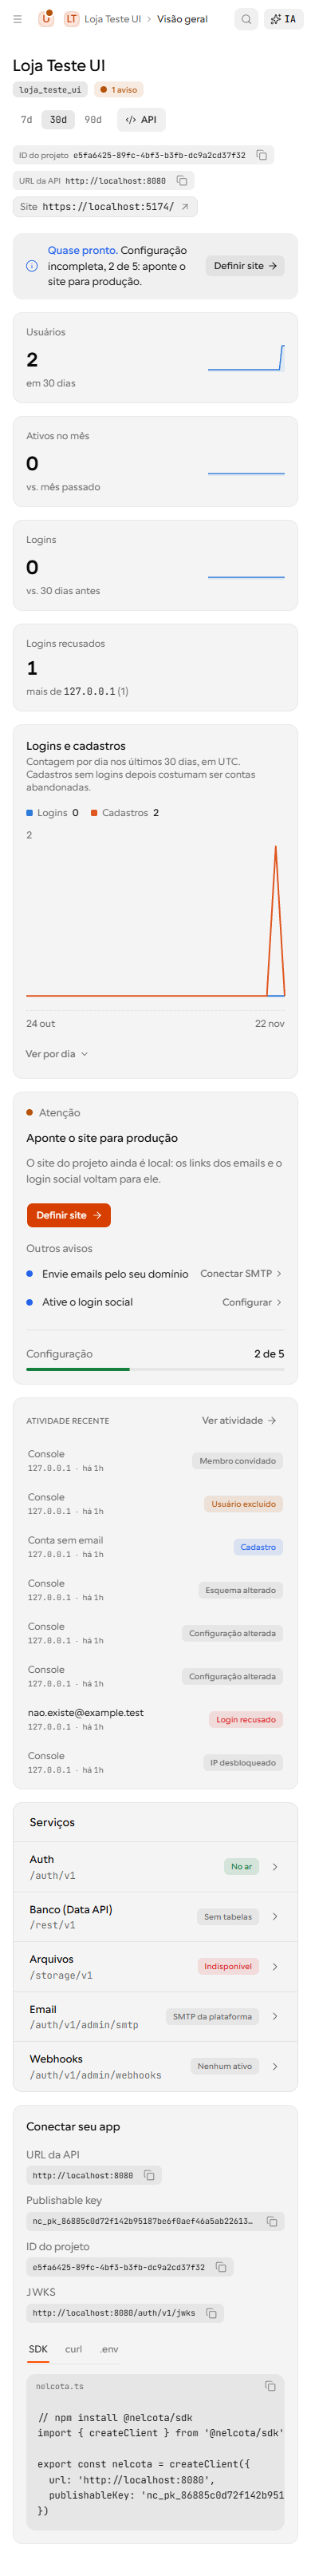 U LT Loja Teste UI > Visão geral IA
Loja Teste UI
loja_teste_ui 1 aviso
7d 30d 90d API
ID do projeto e5fa6425-89fc-4bf3-b3fb-dc9a2cd37f32
URL da API http://localhost:8080
Site https://localhost:5174/
Quase pronto. Configuração
incompleta, 2 de 5: aponte o
site para produção.
Definir site
Usuários
2
em 30 dias
Ativos no mês
0
vs. mês passado
Logins
0
vs. 30 dias antes
Logins recusados
1
mais de 127.0.0.1 (1)
Logins e cadastros
Contagem por dia nos últimos 30 dias, em UTC.
Cadastros sem logins depois costumam ser contas
abandonadas.
Logins 0 Cadastros 2
2
24 out 22 nov
Ver por dia
Atenção
Aponte o site para produção
O site do projeto ainda é local: os links dos emails e o
login social voltam para ele.
Definir site
Outros avisos
Envie emails pelo seu domínio Conectar SMTP
Ative o login social Configurar
Configuração 2 de 5
ATIVIDADE RECENTE Ver atividade
Console
127.0.0.1 · há 1h
Membro convidado
Console
127.0.0.1 · há 1h
Usuário excluído
Conta sem email
127.0.0.1 · há 1h
Cadastro
Console
127.0.0.1 · há 1h
Esquema alterado
Console
127.0.0.1 · há 1h
Configuração alterada
Console
127.0.0.1 · há 1h
Configuração alterada
nao.existe@example.test
127.0.0.1 · há 1h
Login recusado
Console
127.0.0.1 · há 1h
IP desbloqueado
Serviços
Auth
/auth/v1
No ar
Banco (Data API)
/rest/v1
Sem tabelas
Arquivos
/storage/v1
Indisponível
Email
/auth/v1/admin/smtp
SMTP da plataforma
Webhooks
/auth/v1/admin/webhooks
Nenhum ativo
Conectar seu app
URL da API
http://localhost:8080
Publishable key
nc_pk_86885c0d72f142b95187be6f0aef46a5ab22613…
ID do projeto
e5fa6425-89fc-4bf3-b3fb-dc9a2cd37f32
JWKS
http://localhost:8080/auth/v1/jwks
SDK curl .env
nelcota.ts
// npm install @nelcota/sdk
import { createClient } from '@nelcota/sdk'
export const nelcota = createClient({
url: 'http://localhost:8080',
publishableKey: 'nc_pk_86885c0d72f142b951
})